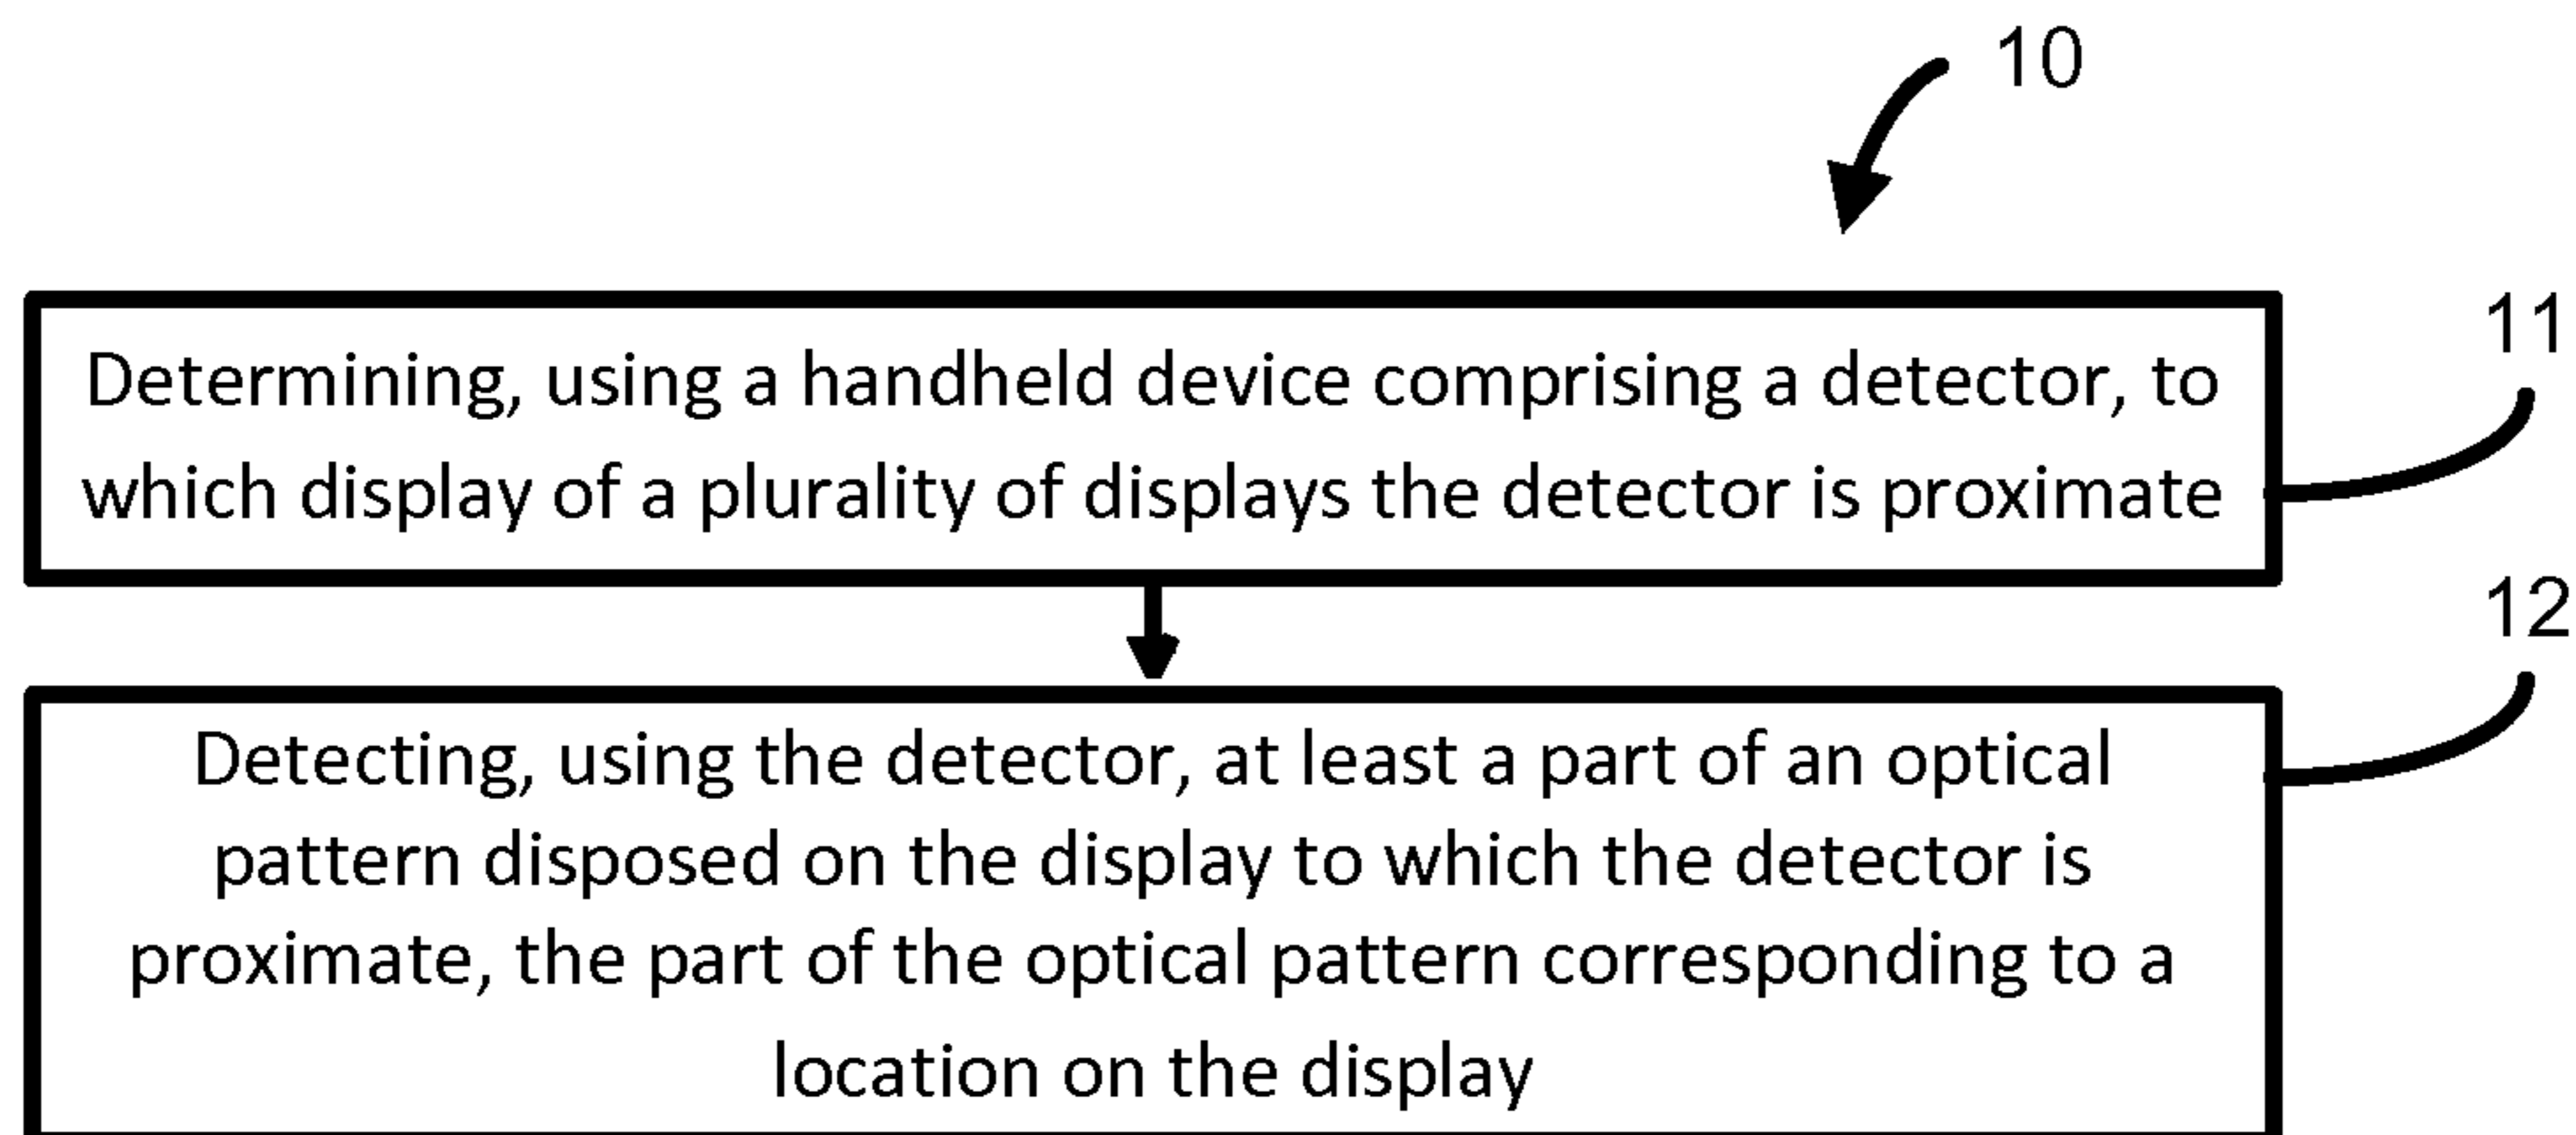 10
11
Determining, using a handheld device comprising a detector, to
which display of a plurality of displays the detector is proximate
12
Detecting, using the detector, at least a part of an optical
pattern disposed on the display to which the detector is
proximate, the part of the optical pattern corresponding to a
location on the display